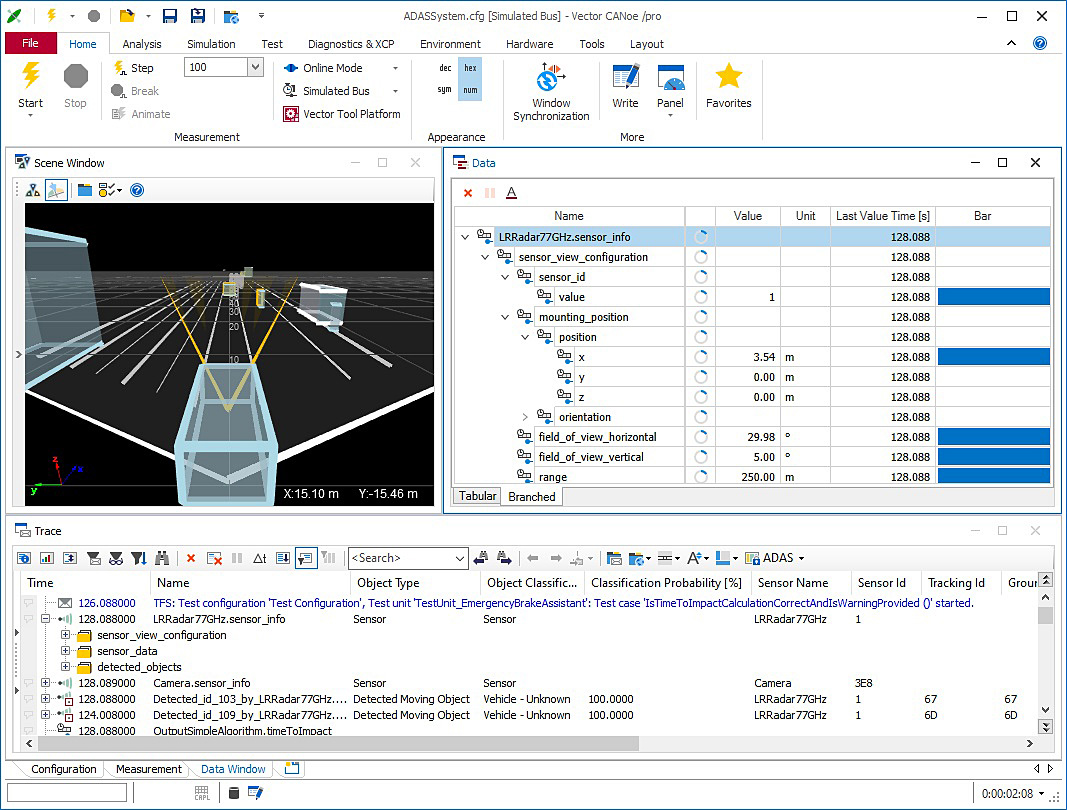 ADASSystem.cfg [Simulated Bus] - Vector CANoe /pro
File Home Analysis Simulation Test Diagnostics & XCP Environment Hardware Tools Layout
Start
Stop
Step
Break
Animate
100
Online Mode
Simulated Bus
Vector Tool Platform
Measurement
dec hex
sym num
Appearance
Window Synchronization
Write
Panel
More
Favorites
Scene Window
40
30
20
10
z
x
y
X:15.10 m Y:-15.46 m
Data
Name Value Unit Last Value Time [s] Bar
LRRadar77GHz.sensor_info 128.088
sensor_view_configuration 128.088
sensor_id 128.088
value 1 128.088
mounting_position 128.088
position 128.088
x 3.54 m 128.088
y 0.00 m 128.088
z 0.00 m 128.088
orientation 128.088
field_of_view_horizontal 29.98 ° 128.088
field_of_view_vertical 5.00 ° 128.088
range 250.00 m 128.088
Tabular Branched
Trace
Δt
<Search>
A
ADAS
Time Name Object Type Object Classific... Classification Probability [%] Sensor Name Sensor Id Tracking Id Grour
126.088000 TFS: Test configuration 'Test Configuration', Test unit 'TestUnit_EmergencyBrakeAssistant': Test case 'IsTimeToImpactCalculationCorrectAndIsWarningProvided ()' started.
128.088000 LRRadar77GHz.sensor_info Sensor Sensor LRRadar77GHz 1
sensor_view_configuration
sensor_data
detected_objects
128.089000 Camera.sensor_info Sensor Sensor Camera 3E8
128.088000 Detected_id_103_by_LRRadar77GHz.... Detected Moving Object Vehicle - Unknown 100.0000 LRRadar77GHz 1 67 67
124.008000 Detected_id_109_by_LRRadar77GHz.... Detected Moving Object Vehicle - Unknown 100.0000 LRRadar77GHz 1 6D 6D
128.088000 OutputSimpleAlgorithm.timeToImpact
Configuration Measurement Data Window
CAPL
0:00:02:08